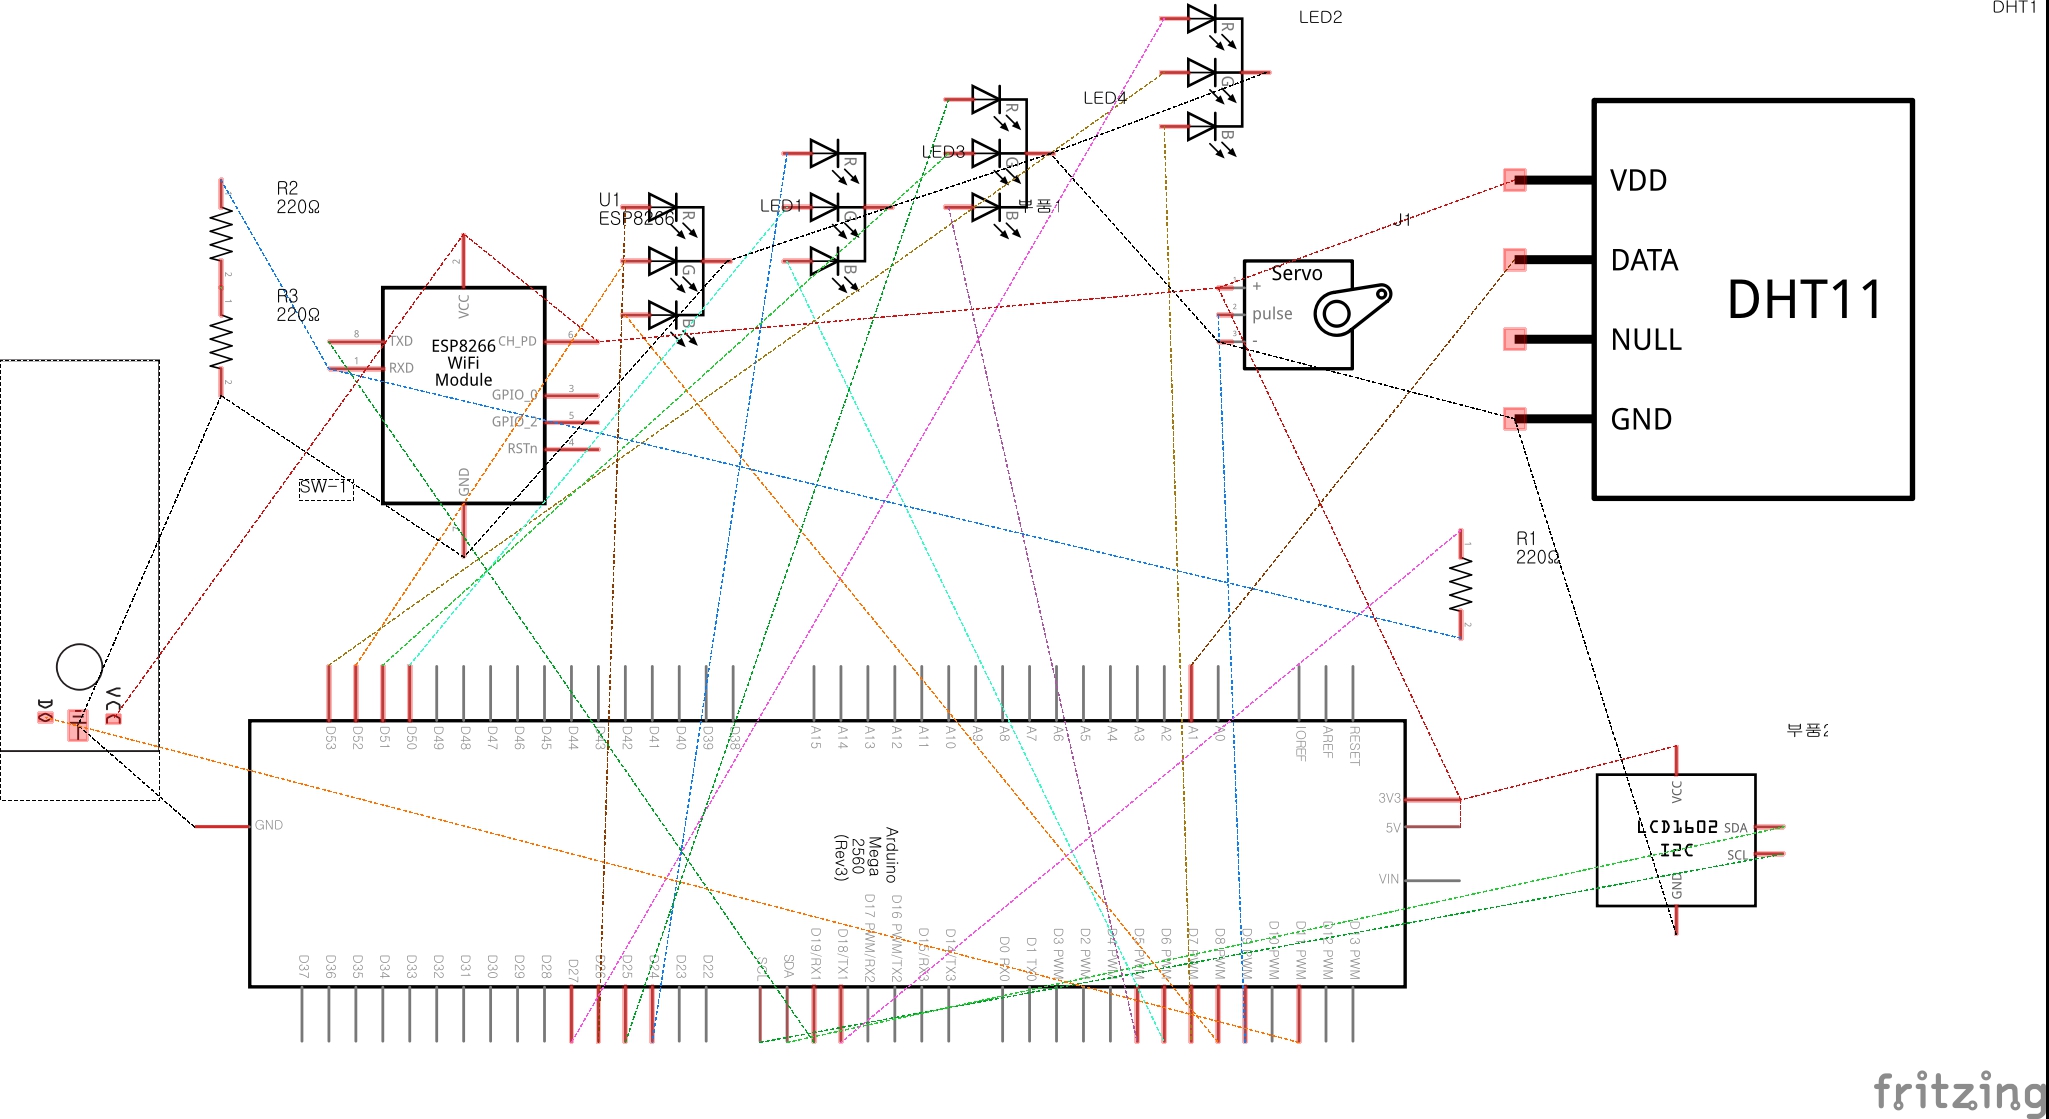 DHT1
LED2
R
G
B
LED4
R
G
B
LED3
R
G
B
LED1
부품1
R
G
B
U1
ESP8266
R2
220Ω
R3
220Ω
J1
VDD
DATA
NULL
GND
DHT11
Servo
+
pulse
-
VCC
TXD
RXD
ESP8266
WiFi
Module
CH_PD
GPIO_0
GPIO_2
RSTn
GND
SW-1
R1
220Ω
D0
VCC
D53
D52
D51
D50
D49
D48
D47
D46
D45
D44
D43
D42
D41
D40
D39
D38
A15
A14
A13
A12
A11
A10
A9
A8
A7
A6
A5
A4
A3
A2
A1
A0
IOREF
AREF
RESET
GND
3V3
5V
VIN
Arduino
Mega
2560
(Rev3)
D37
D36
D35
D34
D33
D32
D31
D30
D29
D28
D27
D26
D25
D24
D23
D22
SCL
SDA
D19/RX1
D18/TX1
D17 PWM/RX2
D16 PWM/TX2
D15/RX3
D14/TX3
D0 RX0
D1 TX0
D3 PWM
D2 PWM
D4 PWM
D5 PWM
D6 PWM
D7 PWM
D8 PWM
D9 PWM
D10 PWM
D11 PWM
D12 PWM
D13 PWM
부품2
VCC
LCD1602
I2C
SDA
SCL
GND
fritzing